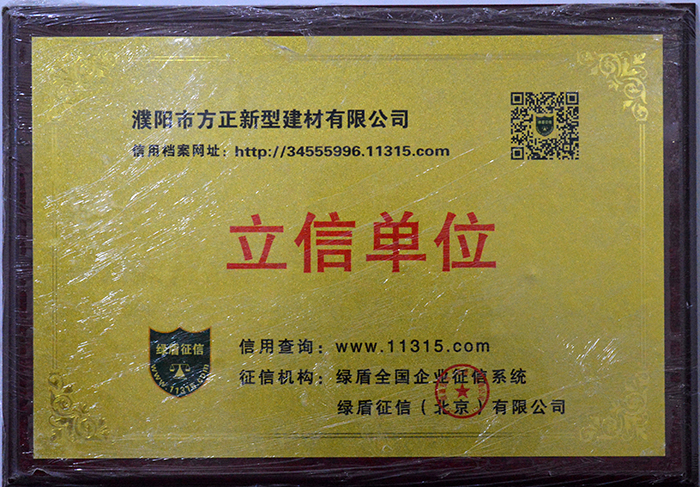 濮阳市方正新型建材有限公司
信用档案网址：http://34555996.11315.com
立信单位
绿盾征信
www.11315.com
信用查询：www.11315.com
征信机构：绿盾全国企业征信系统
绿盾征信（北京）有限公司